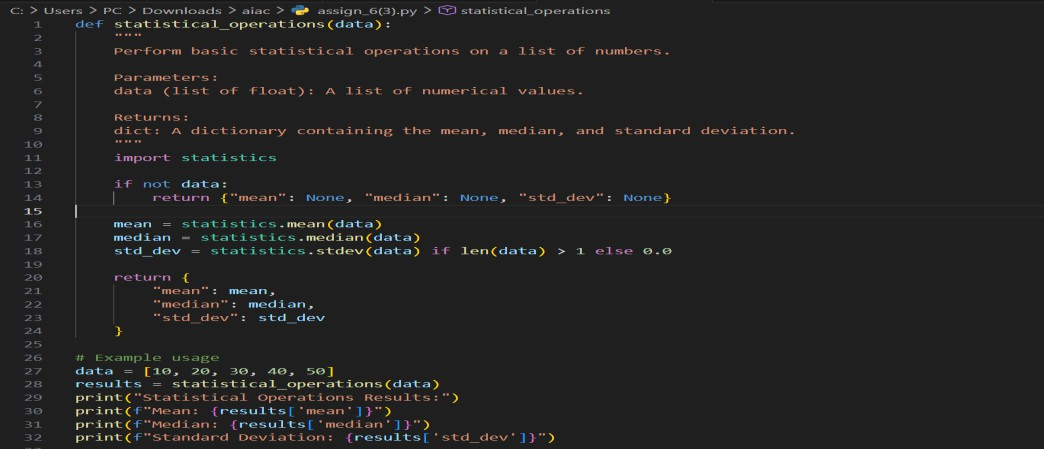 C: > Users > PC > Downloads > aiac > assign_6(3).py > statistical_operations
1 def statistical_operations(data):
2     """
3     Perform basic statistical operations on a list of numbers.
4
5     Parameters:
6     data (list of float): A list of numerical values.
7
8     Returns:
9     dict: A dictionary containing the mean, median, and standard deviation.
10     """
11     import statistics
12
13     if not data:
14         return {"mean": None, "median": None, "std_dev": None}
15
16     mean = statistics.mean(data)
17     median = statistics.median(data)
18     std_dev = statistics.stdev(data) if len(data) > 1 else 0.0
19
20     return {
21         "mean": mean,
22         "median": median,
23         "std_dev": std_dev
24     }
25
26 # Example usage
27 data = [10, 20, 30, 40, 50]
28 results = statistical_operations(data)
29 print("Statistical Operations Results:")
30 print(f"Mean: {results['mean']}")
31 print(f"Median: {results['median']}")
32 print(f"Standard Deviation: {results['std_dev']}")